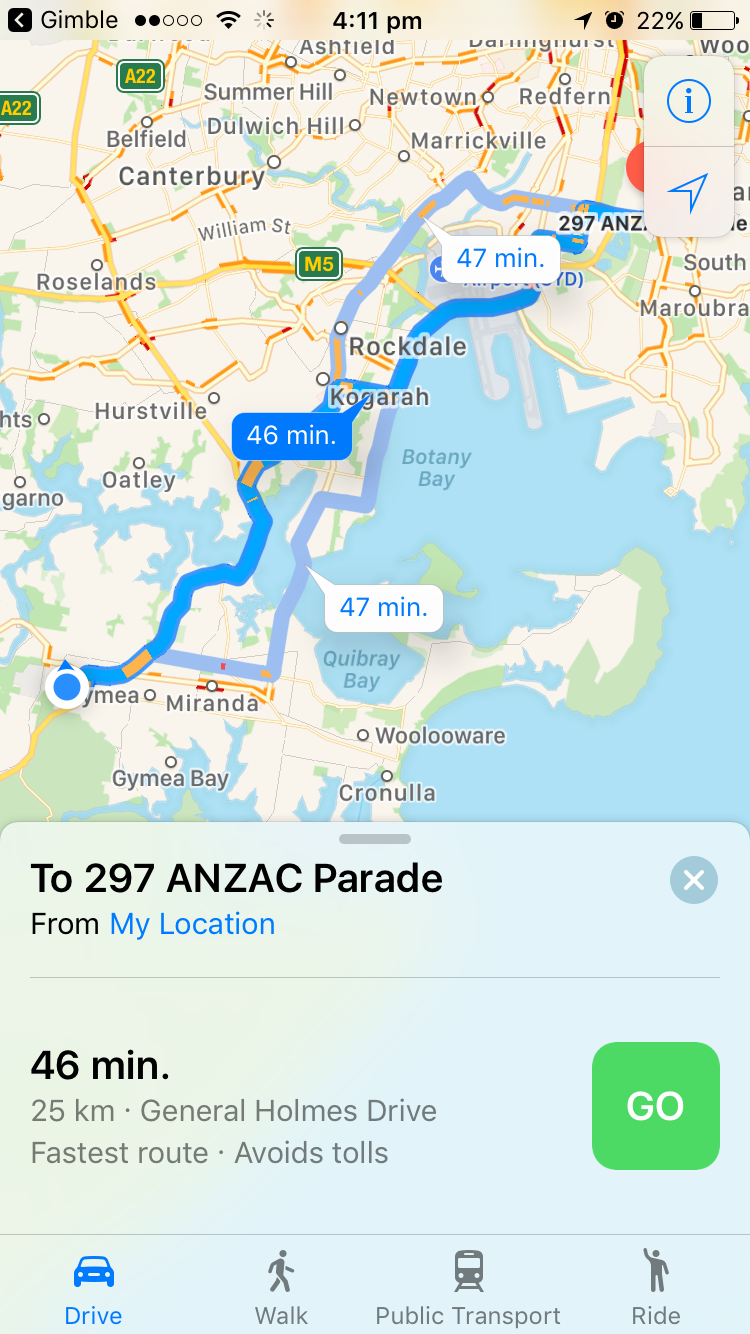 Gimble 4:11 pm 22%
Ashfield
Darlinghurst
A22
Woo
A22
Summer Hill
Newtown
Redfern
Belfield
Dulwich Hill
Marrickville
Canterbury
William St
297 ANZ...
47 min.
M5
South
Roselands
Airport (SYD)
Maroubra
Rockdale
Kogarah
Hurstville
hts
46 min.
Botany
Bay
Oatley
garno
47 min.
Quibray
Bay
ymea
Miranda
Woolooware
Gymea Bay
Cronulla
To 297 ANZAC Parade
From My Location
46 min.
25 km · General Holmes Drive
Fastest route · Avoids tolls
GO
Drive Walk Public Transport Ride